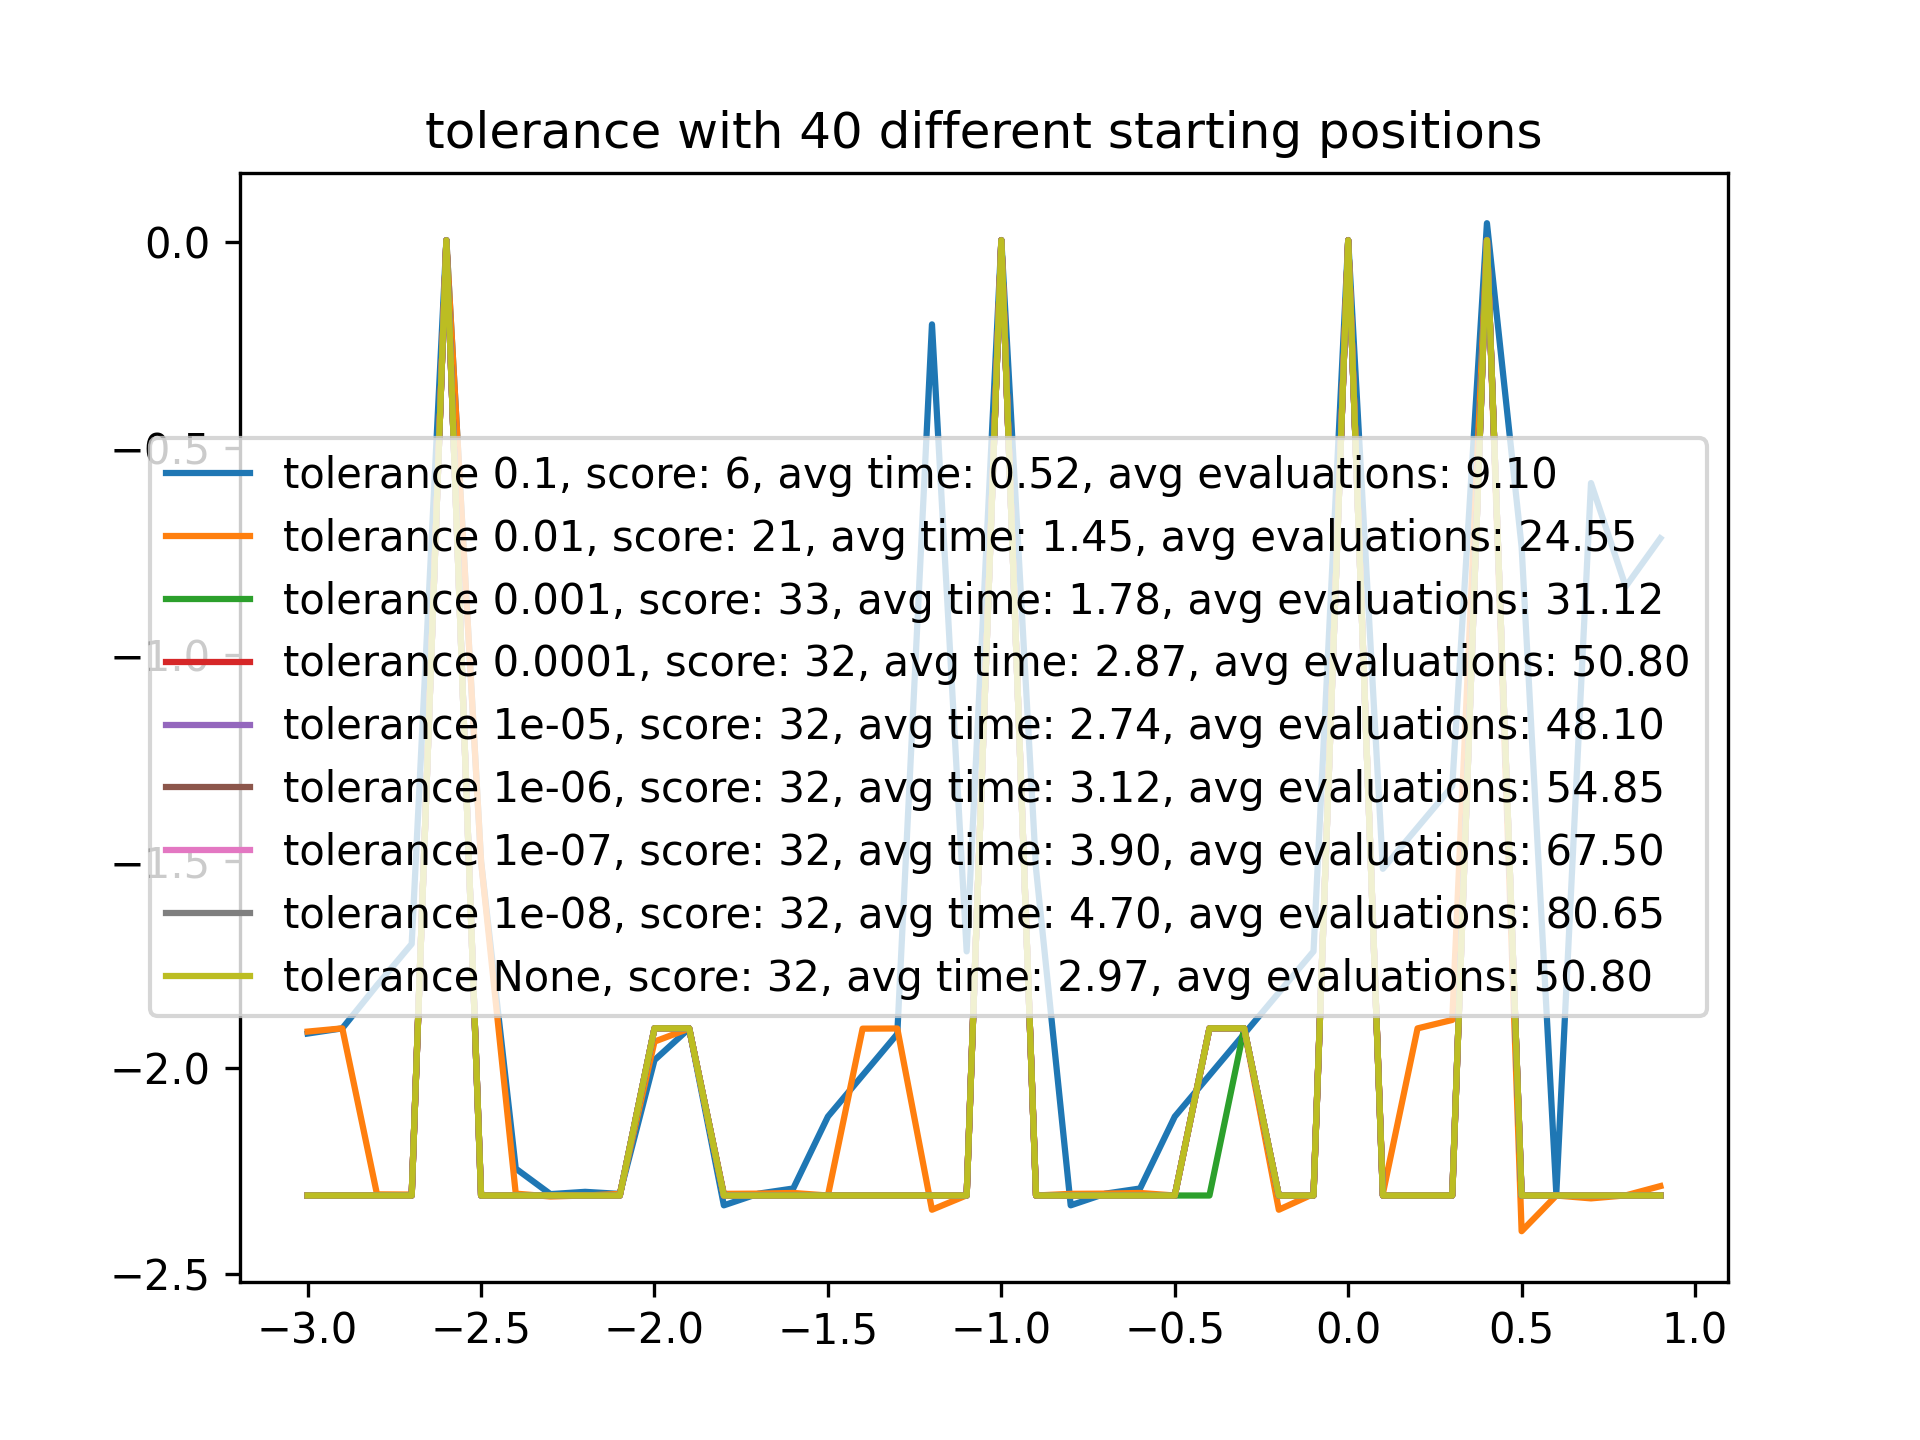 tolerance with 40 different starting positions
0.0
−0.5
tolerance 0.1, score: 6, avg time: 0.52, avg evaluations: 9.10
tolerance 0.01, score: 21, avg time: 1.45, avg evaluations: 24.55
tolerance 0.001, score: 33, avg time: 1.78, avg evaluations: 31.12
−1.0
tolerance 0.0001, score: 32, avg time: 2.87, avg evaluations: 50.80
tolerance 1e-05, score: 32, avg time: 2.74, avg evaluations: 48.10
tolerance 1e-06, score: 32, avg time: 3.12, avg evaluations: 54.85
−1.5
tolerance 1e-07, score: 32, avg time: 3.90, avg evaluations: 67.50
tolerance 1e-08, score: 32, avg time: 4.70, avg evaluations: 80.65
tolerance None, score: 32, avg time: 2.97, avg evaluations: 50.80
−2.0
−2.5
−3.0 −2.5 −2.0 −1.5 −1.0 −0.5 0.0 0.5 1.0